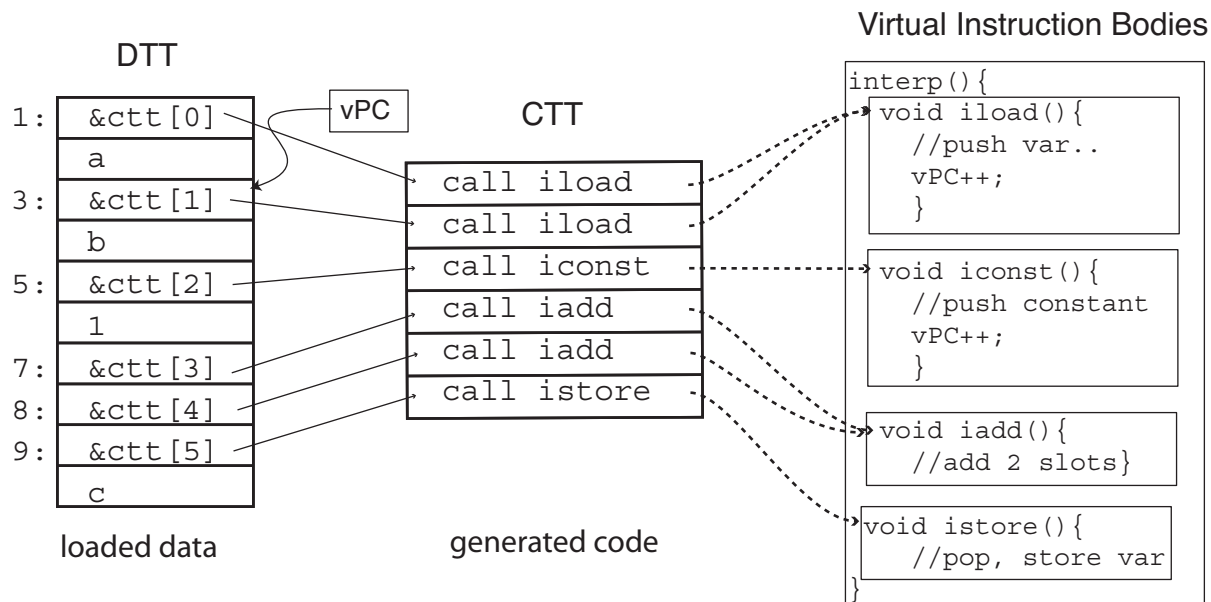 Virtual Instruction Bodies
DTT
vPC
CTT
1: &ctt[0]
a
3: &ctt[1]
b
5: &ctt[2]
1
7: &ctt[3]
8: &ctt[4]
9: &ctt[5]
c
loaded data
call iload
call iload
call iconst
call iadd
call iadd
call istore
generated code
interp(){
void iload(){
//push var..
vPC++;
}
void iconst(){
//push constant
vPC++;
}
void iadd(){
//add 2 slots}
void istore(){
//pop, store var
}